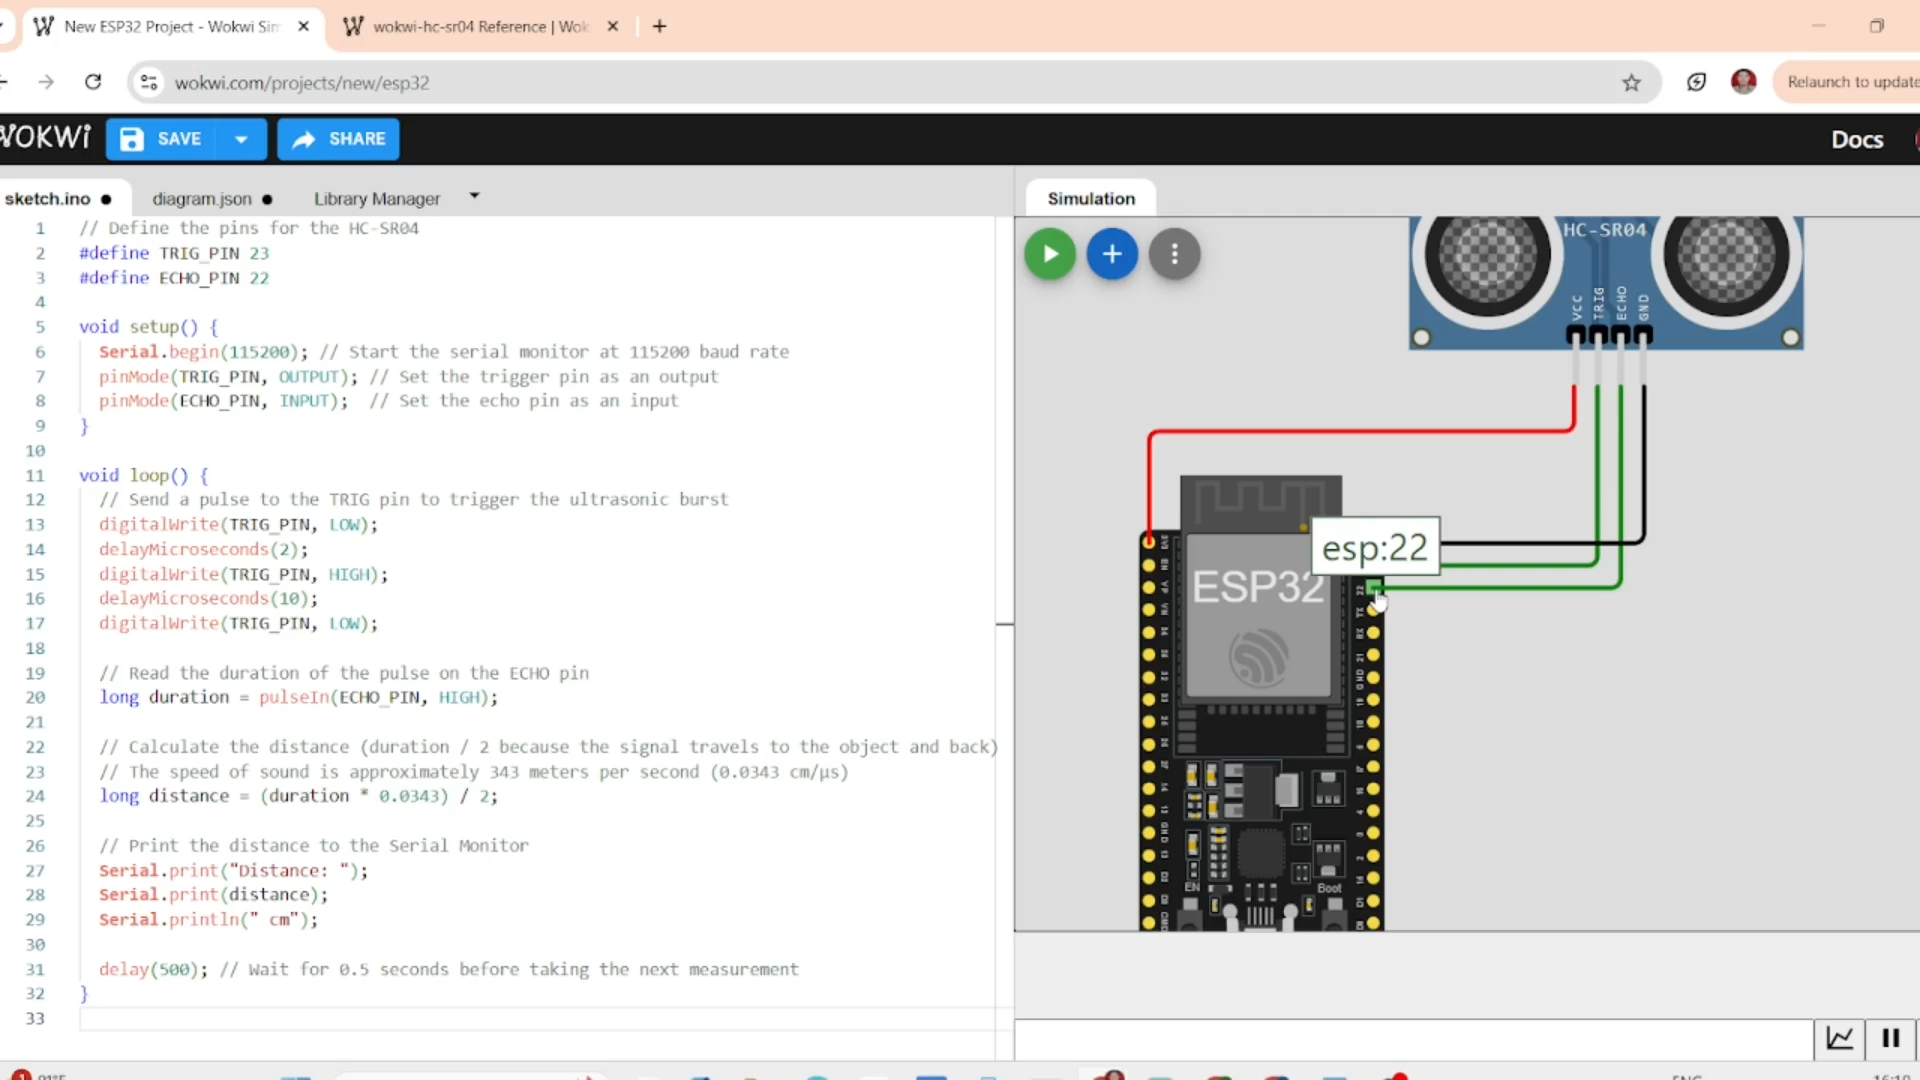 New ESP32 Project - Wokwi Sim
wokwi-hc-sr04 Reference | Wok
wokwi.com/projects/new/esp32
Relaunch to update
WOKWi
SAVE
SHARE
Docs
sketch.ino
diagram.json
Library Manager
Simulation
1 // Define the pins for the HC-SR04
2 #define TRIG_PIN 23
3 #define ECHO_PIN 22
4
5 void setup() {
6 Serial.begin(115200); // Start the serial monitor at 115200 baud rate
7 pinMode(TRIG_PIN, OUTPUT); // Set the trigger pin as an output
8 pinMode(ECHO_PIN, INPUT);  // Set the echo pin as an input
9 }
10
11 void loop() {
12 // Send a pulse to the TRIG pin to trigger the ultrasonic burst
13 digitalWrite(TRIG_PIN, LOW);
14 delayMicroseconds(2);
15 digitalWrite(TRIG_PIN, HIGH);
16 delayMicroseconds(10);
17 digitalWrite(TRIG_PIN, LOW);
18
19 // Read the duration of the pulse on the ECHO pin
20 long duration = pulseIn(ECHO_PIN, HIGH);
21
22 // Calculate the distance (duration / 2 because the signal travels to the object and back)
23 // The speed of sound is approximately 343 meters per second (0.0343 cm/µs)
24 long distance = (duration * 0.0343) / 2;
25
26 // Print the distance to the Serial Monitor
27 Serial.print("Distance: ");
28 Serial.print(distance);
29 Serial.println(" cm");
30
31 delay(500); // Wait for 0.5 seconds before taking the next measurement
32 }
33
HC-SR04
VCC
TRIG
ECHO
GND
esp:22
ESP32
EN
Boot